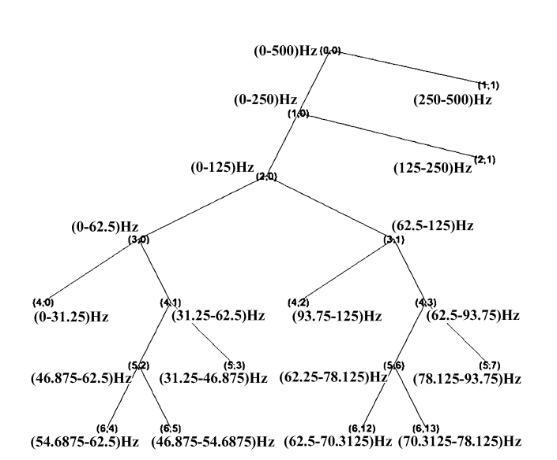 (0-500)Hz (0,0)
(1,1)
(0-250)Hz (250-500)Hz
(1,0)
(2,1)
(0-125)Hz (125-250)Hz
(2,0)
(0-62.5)Hz (62.5-125)Hz
(3,0) (3,1)
(4,0) (4,1) (4,2) (4,3)
(0-31.25)Hz (31.25-62.5)Hz (93.75-125)Hz (62.5-93.75)Hz
(5,2) (5,3) (5,6) (5,7)
(46.875-62.5)Hz (31.25-46.875)Hz (62.25-78.125)Hz (78.125-93.75)Hz
(6,4) (6,5) (6,12) (6,13)
(54.6875-62.5)Hz (46.875-54.6875)Hz (62.5-70.3125)Hz (70.3125-78.125)Hz